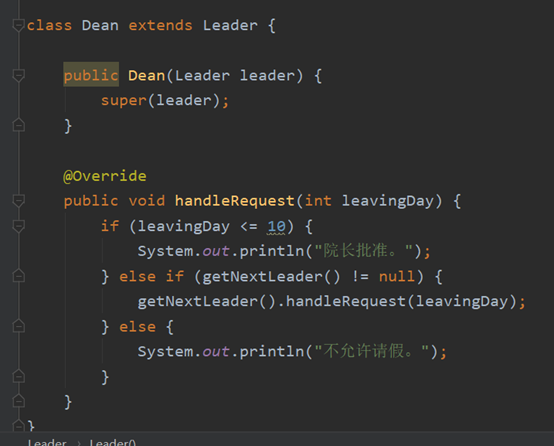 class Dean extends Leader {
public Dean(Leader leader) {
super(leader);
}
@Override
public void handleRequest(int leavingDay) {
if (leavingDay <= 10) {
System.out.println("院长批准。");
} else if (getNextLeader() != null) {
getNextLeader().handleRequest(leavingDay);
} else {
System.out.println("不允许请假。");
}
}
}
Leader › Leader()